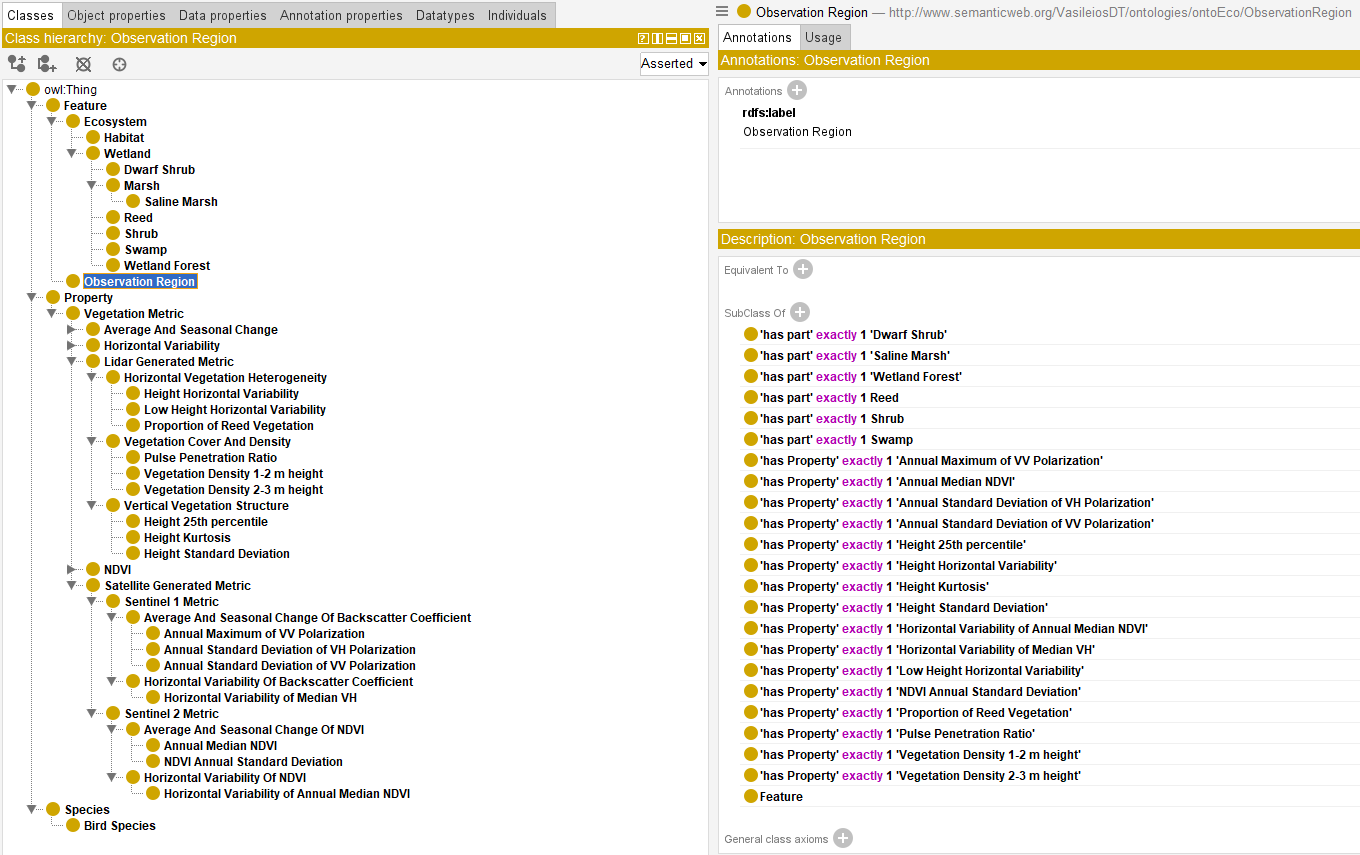 Classes Object properties Data properties Annotation properties Datatypes Individuals
Class hierarchy: Observation Region
Asserted
owl:Thing
Feature
Ecosystem
Habitat
Wetland
Dwarf Shrub
Marsh
Saline Marsh
Reed
Shrub
Swamp
Wetland Forest
Observation Region
Property
Vegetation Metric
Average And Seasonal Change
Horizontal Variability
Lidar Generated Metric
Horizontal Vegetation Heterogeneity
Height Horizontal Variability
Low Height Horizontal Variability
Proportion of Reed Vegetation
Vegetation Cover And Density
Pulse Penetration Ratio
Vegetation Density 1-2 m height
Vegetation Density 2-3 m height
Vertical Vegetation Structure
Height 25th percentile
Height Kurtosis
Height Standard Deviation
NDVI
Satellite Generated Metric
Sentinel 1 Metric
Average And Seasonal Change Of Backscatter Coefficient
Annual Maximum of VV Polarization
Annual Standard Deviation of VH Polarization
Annual Standard Deviation of VV Polarization
Horizontal Variability Of Backscatter Coefficient
Horizontal Variability of Median VH
Sentinel 2 Metric
Average And Seasonal Change Of NDVI
Annual Median NDVI
NDVI Annual Standard Deviation
Horizontal Variability Of NDVI
Horizontal Variability of Annual Median NDVI
Species
Bird Species
Observation Region — http://www.semanticweb.org/VasileiosDT/ontologies/ontoEco/ObservationRegion
Annotations Usage
Annotations: Observation Region
Annotations
rdfs:label
Observation Region
Description: Observation Region
Equivalent To
SubClass Of
'has part' exactly 1 'Dwarf Shrub'
'has part' exactly 1 'Saline Marsh'
'has part' exactly 1 'Wetland Forest'
'has part' exactly 1 Reed
'has part' exactly 1 Shrub
'has part' exactly 1 Swamp
'has Property' exactly 1 'Annual Maximum of VV Polarization'
'has Property' exactly 1 'Annual Median NDVI'
'has Property' exactly 1 'Annual Standard Deviation of VH Polarization'
'has Property' exactly 1 'Annual Standard Deviation of VV Polarization'
'has Property' exactly 1 'Height 25th percentile'
'has Property' exactly 1 'Height Horizontal Variability'
'has Property' exactly 1 'Height Kurtosis'
'has Property' exactly 1 'Height Standard Deviation'
'has Property' exactly 1 'Horizontal Variability of Annual Median NDVI'
'has Property' exactly 1 'Horizontal Variability of Median VH'
'has Property' exactly 1 'Low Height Horizontal Variability'
'has Property' exactly 1 'NDVI Annual Standard Deviation'
'has Property' exactly 1 'Proportion of Reed Vegetation'
'has Property' exactly 1 'Pulse Penetration Ratio'
'has Property' exactly 1 'Vegetation Density 1-2 m height'
'has Property' exactly 1 'Vegetation Density 2-3 m height'
Feature
General class axioms